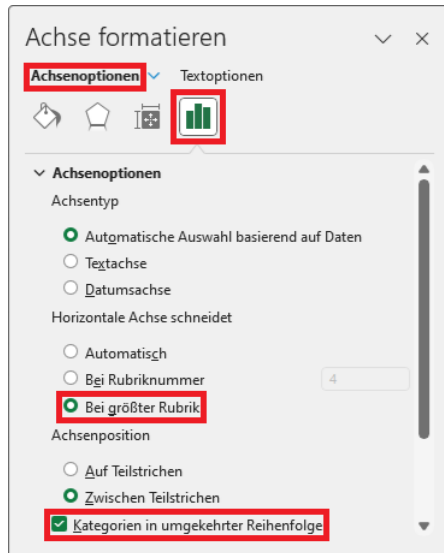 Achse formatieren
Achsenoptionen Textoptionen
Achsenoptionen
Achsentyp
Automatische Auswahl basierend auf Daten
Textachse
Datumsachse
Horizontale Achse schneidet
Automatisch
Bei Rubriknummer 4
Bei größter Rubrik
Achsenposition
Auf Teilstrichen
Zwischen Teilstrichen
Kategorien in umgekehrter Reihenfolge